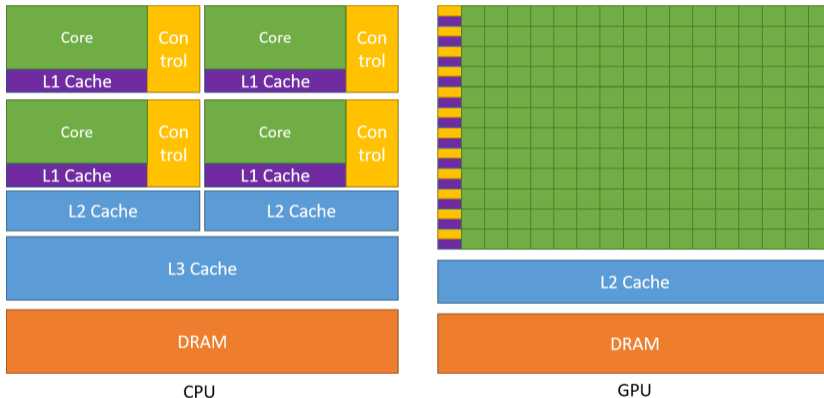 Core
Con
trol
L1 Cache
Core
Con
trol
L1 Cache
Core
Con
trol
L1 Cache
Core
Con
trol
L1 Cache
L2 Cache
L2 Cache
L3 Cache
DRAM
CPU
L2 Cache
DRAM
GPU